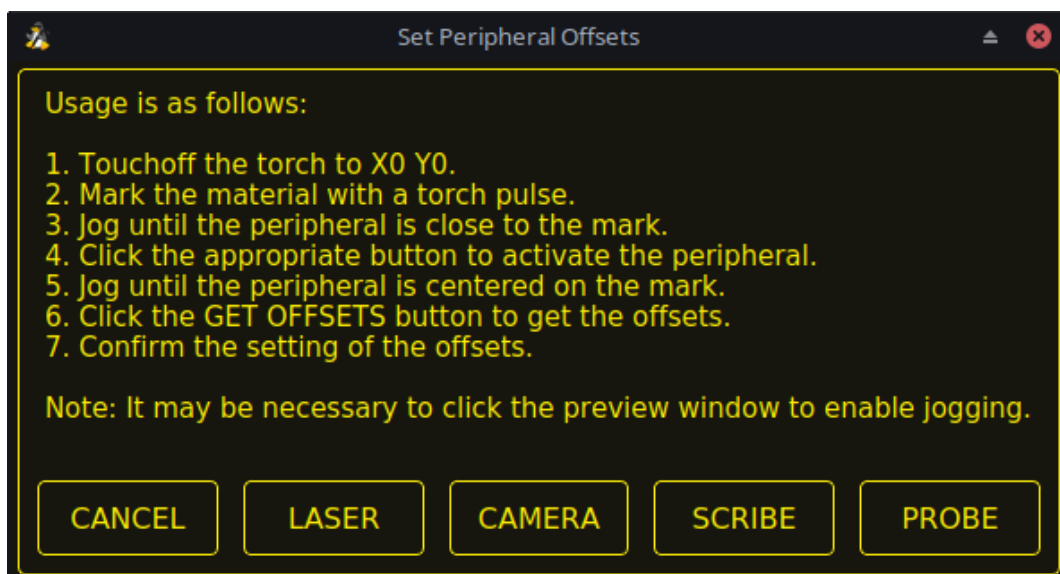 Set Peripheral Offsets
Usage is as follows:
1. Touchoff the torch to X0 Y0.
2. Mark the material with a torch pulse.
3. Jog until the peripheral is close to the mark.
4. Click the appropriate button to activate the peripheral.
5. Jog until the peripheral is centered on the mark.
6. Click the GET OFFSETS button to get the offsets.
7. Confirm the setting of the offsets.
Note: It may be necessary to click the preview window to enable jogging.
CANCEL LASER CAMERA SCRIBE PROBE